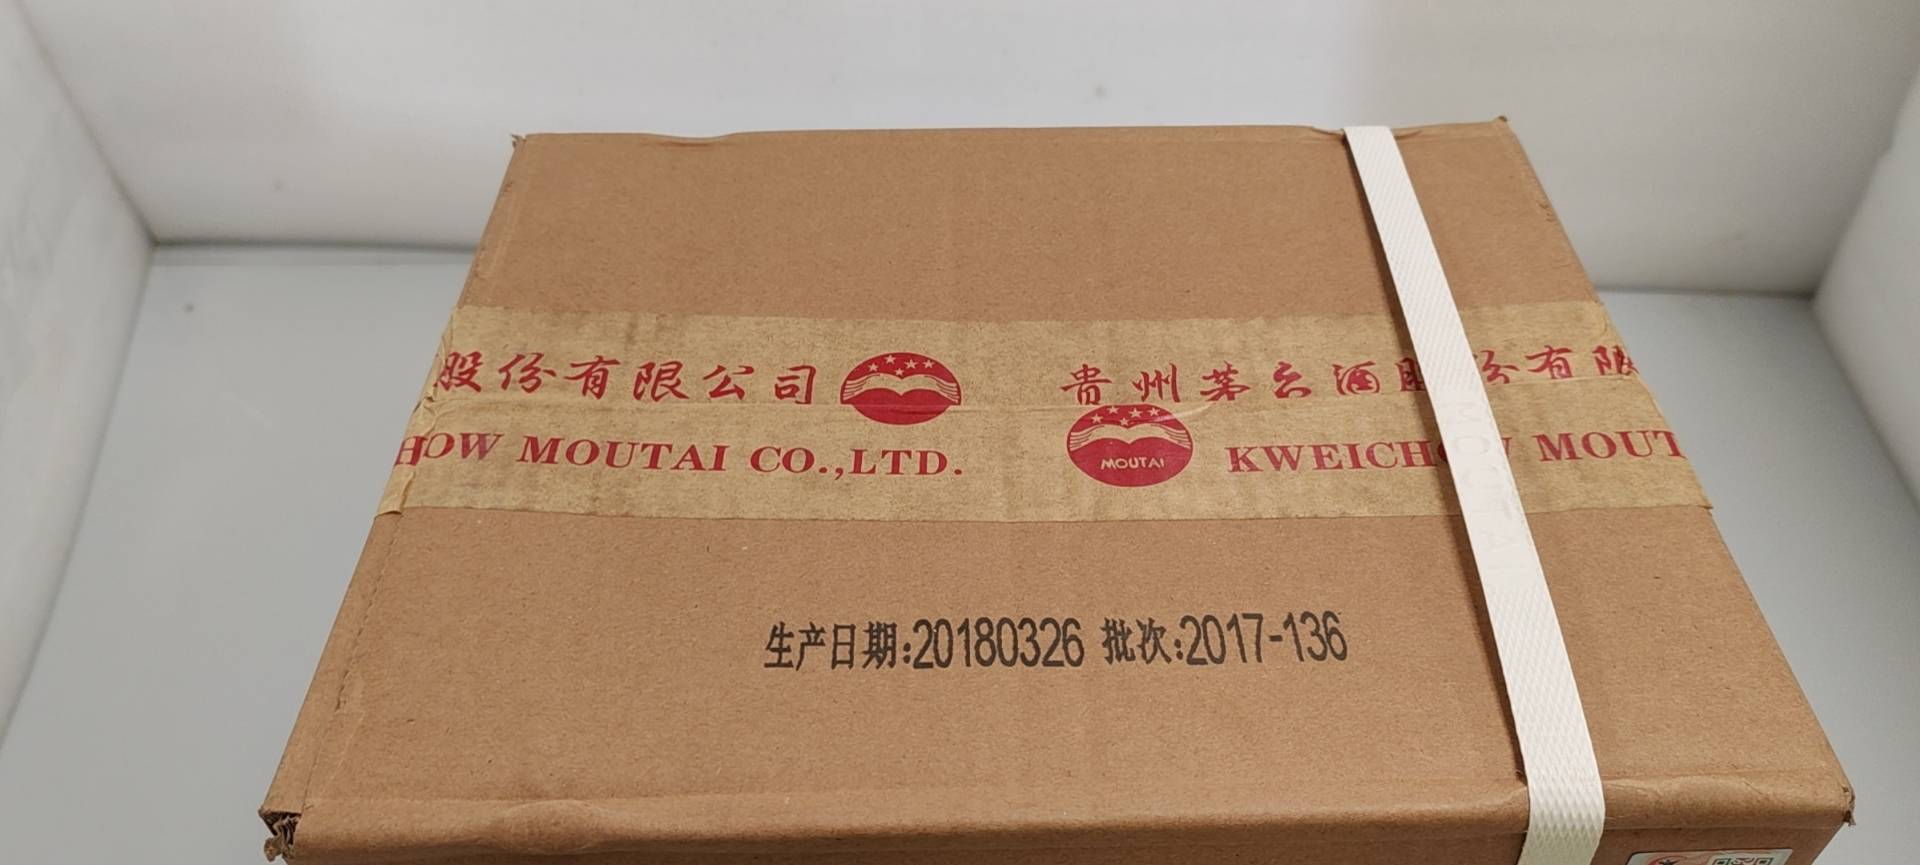 股份有限公司 贵州茅台酒股份有限
HOW MOUTAI CO.,LTD. MOUTAI KWEICHOW MOUT
MOUTAI
生产日期:20180326 批次:2017-136